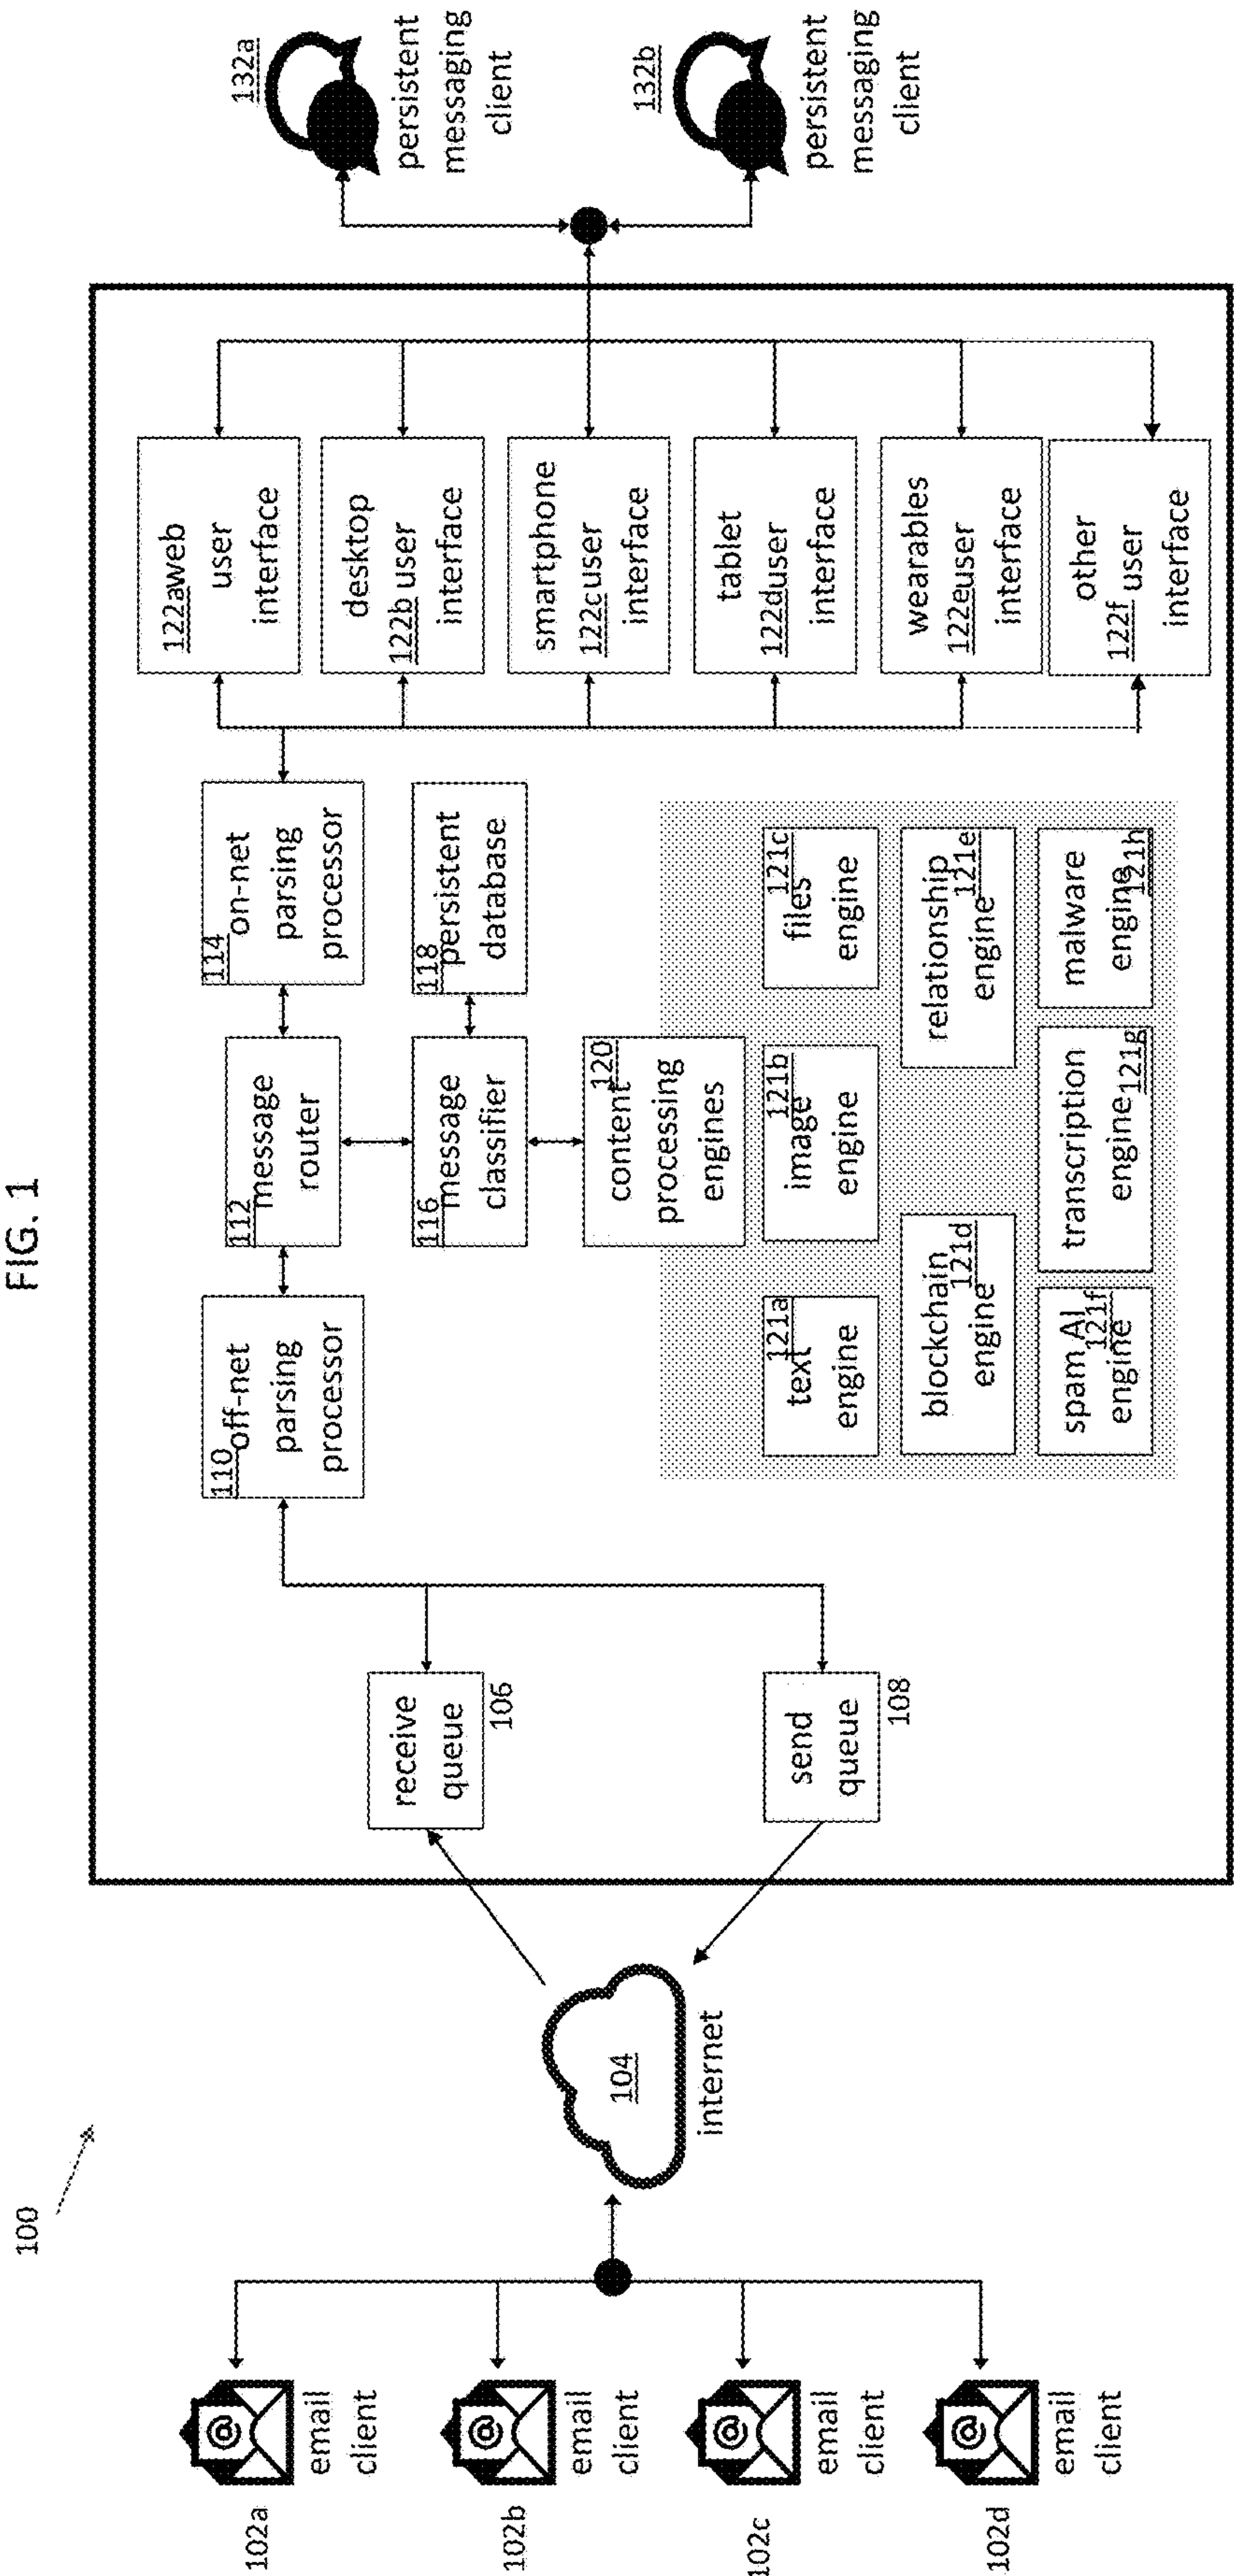 FIG. 1
100
102a
email
client
102b
email
client
102c
email
client
102d
email
client
104
internet
receive
queue
106
send
queue
108
110
off-net
parsing
processor
112
message
router
114
on-net
parsing
processor
116
message
classifier
118
persistent
database
120
content
processing
engines
121a
text
engine
121b
image
engine
121c
files
engine
blockchain
121d
engine
relationship
121e
engine
spam AI
121f
engine
transcription
engine 121g
malware
engine
121h
122a web
user
interface
desktop
122b user
interface
smartphone
122c user
interface
tablet
122d user
interface
wearables
122e user
interface
other
122f user
interface
132a
persistent
messaging
client
132b
persistent
messaging
client